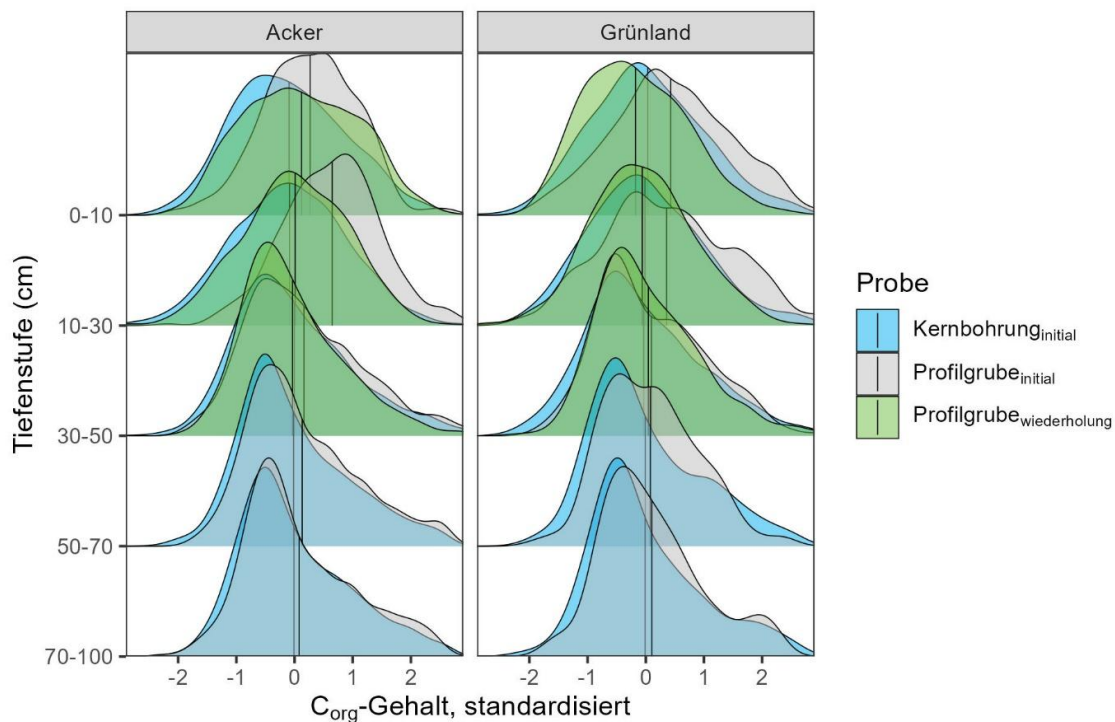 Acker
Grünland
0-10
10-30
30-50
50-70
70-100
Tiefenstufe (cm)
-2 -1 0 1 2
-2 -1 0 1 2
Corg-Gehalt, standardisiert
Probe
Kernbohrunginitial
Profilgrubeinitial
Profilgrubewiederholung